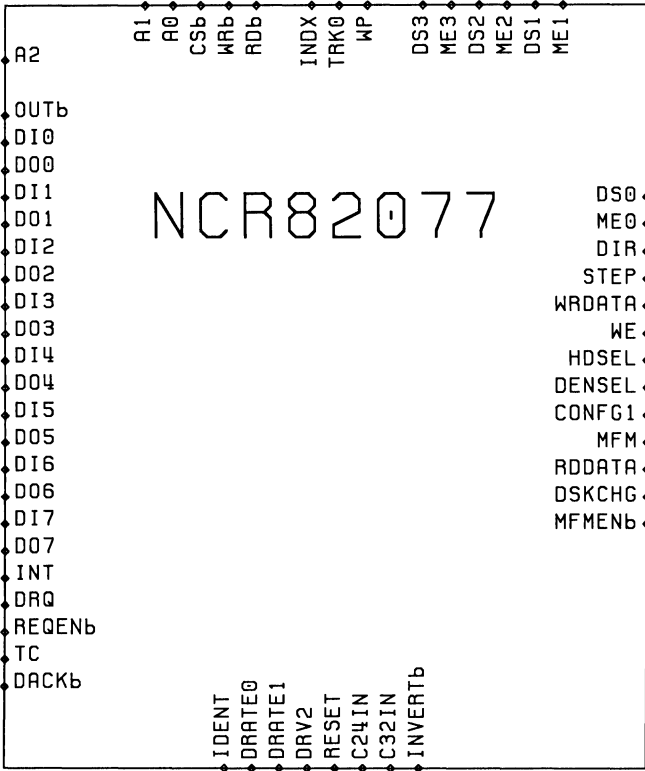 A1
A0
CSb
WRb
RDb
INDX
TRK0
WP
DS3
ME3
DS2
ME2
DS1
ME1
A2
OUTb
DI0
DO0
DI1
DO1
DI2
DO2
DI3
DO3
DI4
DO4
DI5
DO5
DI6
DO6
DI7
DO7
INT
DRQ
REQENb
TC
DACKb
NCR82077
DS0
ME0
DIR
STEP
WRDATA
WE
HDSEL
DENSEL
CONFG1
MFM
RDDATA
DSKCHG
MFMENb
IDENT
DRATE0
DRATE1
DRV2
RESET
C24IN
C32IN
INVERTb